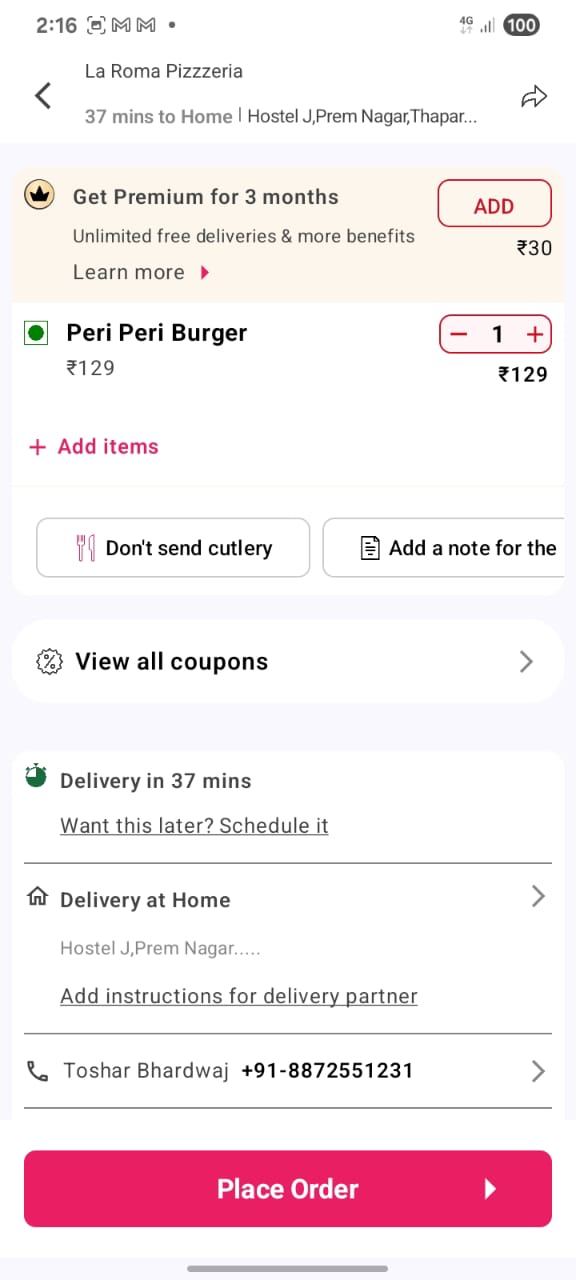 2:16
4G
100
La Roma Pizzzeria
37 mins to Home | Hostel J,Prem Nagar,Thapar...
Get Premium for 3 months
ADD
Unlimited free deliveries & more benefits
₹30
Learn more
Peri Peri Burger
1
₹129
₹129
+ Add items
Don't send cutlery
Add a note for the
View all coupons
Delivery in 37 mins
Want this later? Schedule it
Delivery at Home
Hostel J,Prem Nagar.....
Add instructions for delivery partner
Toshar Bhardwaj +91-8872551231
Place Order